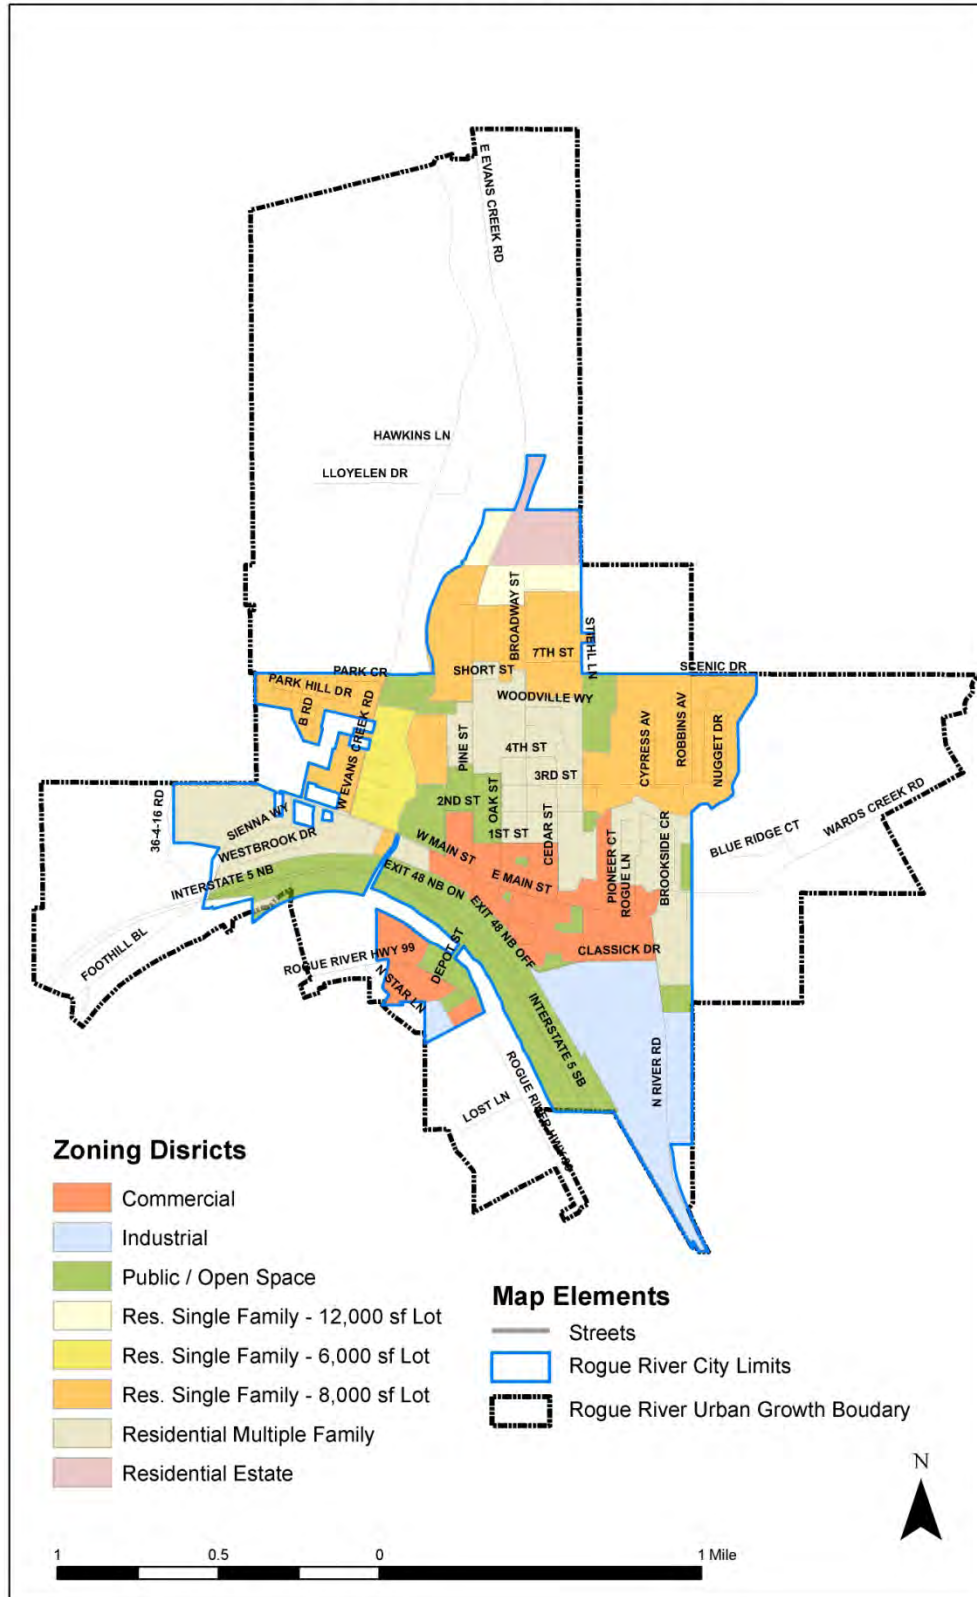 E EVANS CREEK RD
HAWKINS LN
LLOYELEN DR
BROADWAY ST
STIEHL LN
7TH ST
SHORT ST
SCENIC DR
PARK CR
PARK HILL DR
WOODVILLE WY
B RD
W EVANS CREEK RD
PINE ST
4TH ST
3RD ST
CYPRESS AV
ROBBINS AV
NUGGET DR
36-4-16 RD
SIENNA WY
WESTBROOK DR
2ND ST
OAK ST
1ST ST
CEDAR ST
W MAIN ST
E MAIN ST
PIONEER CT
ROGUE LN
BROOKSIDE CR
BLUE RIDGE CT
WARDS CREEK RD
INTERSTATE 5 NB
EXIT 48 NB ON
EXIT 48 NB OFF
FOOTHILL BL
ROGUE RIVER HWY 99
N STAR LN
DEPOT ST
CLASSICK DR
INTERSTATE 5 SB
N RIVER RD
LOST LN
ROGUE RIVER HWY 99
Zoning Disricts
Commercial
Industrial
Public / Open Space
Res. Single Family - 12,000 sf Lot
Res. Single Family - 6,000 sf Lot
Res. Single Family - 8,000 sf Lot
Residential Multiple Family
Residential Estate
Map Elements
Streets
Rogue River City Limits
Rogue River Urban Growth Boudary
N
1 0.5 0 1 Mile